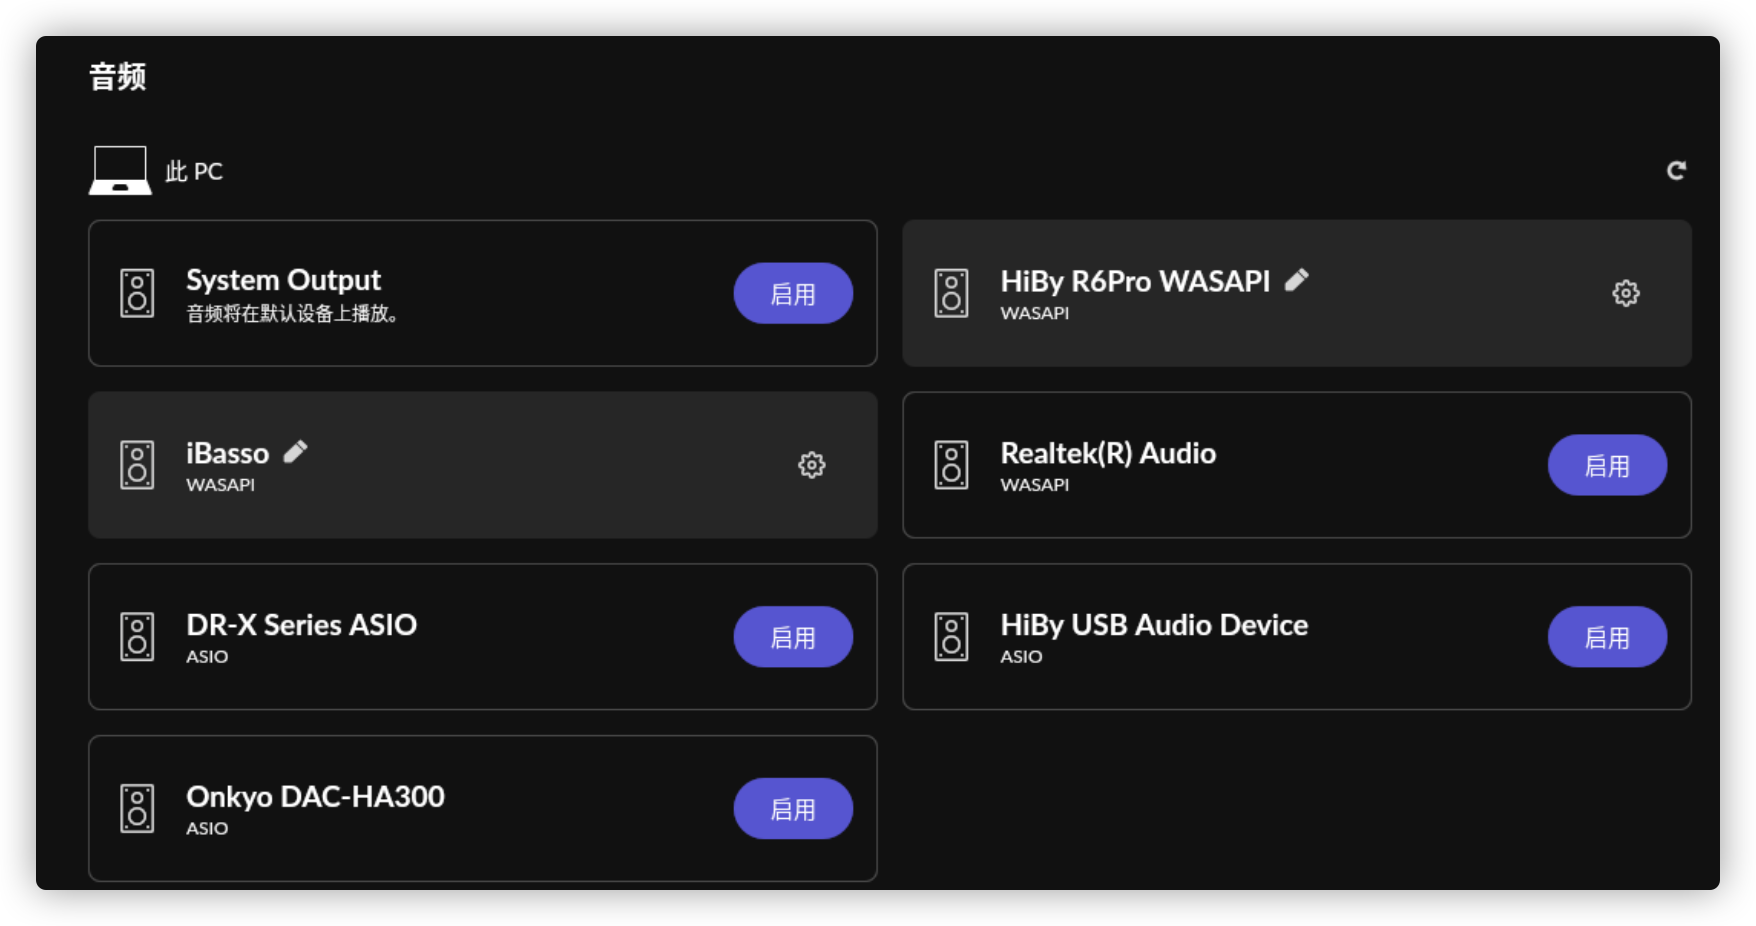 音频
此 PC
System Output
音频将在默认设备上播放。
启用
HiBy R6Pro WASAPI
WASAPI
iBasso
WASAPI
Realtek(R) Audio
WASAPI
启用
DR-X Series ASIO
ASIO
启用
HiBy USB Audio Device
ASIO
启用
Onkyo DAC-HA300
ASIO
启用